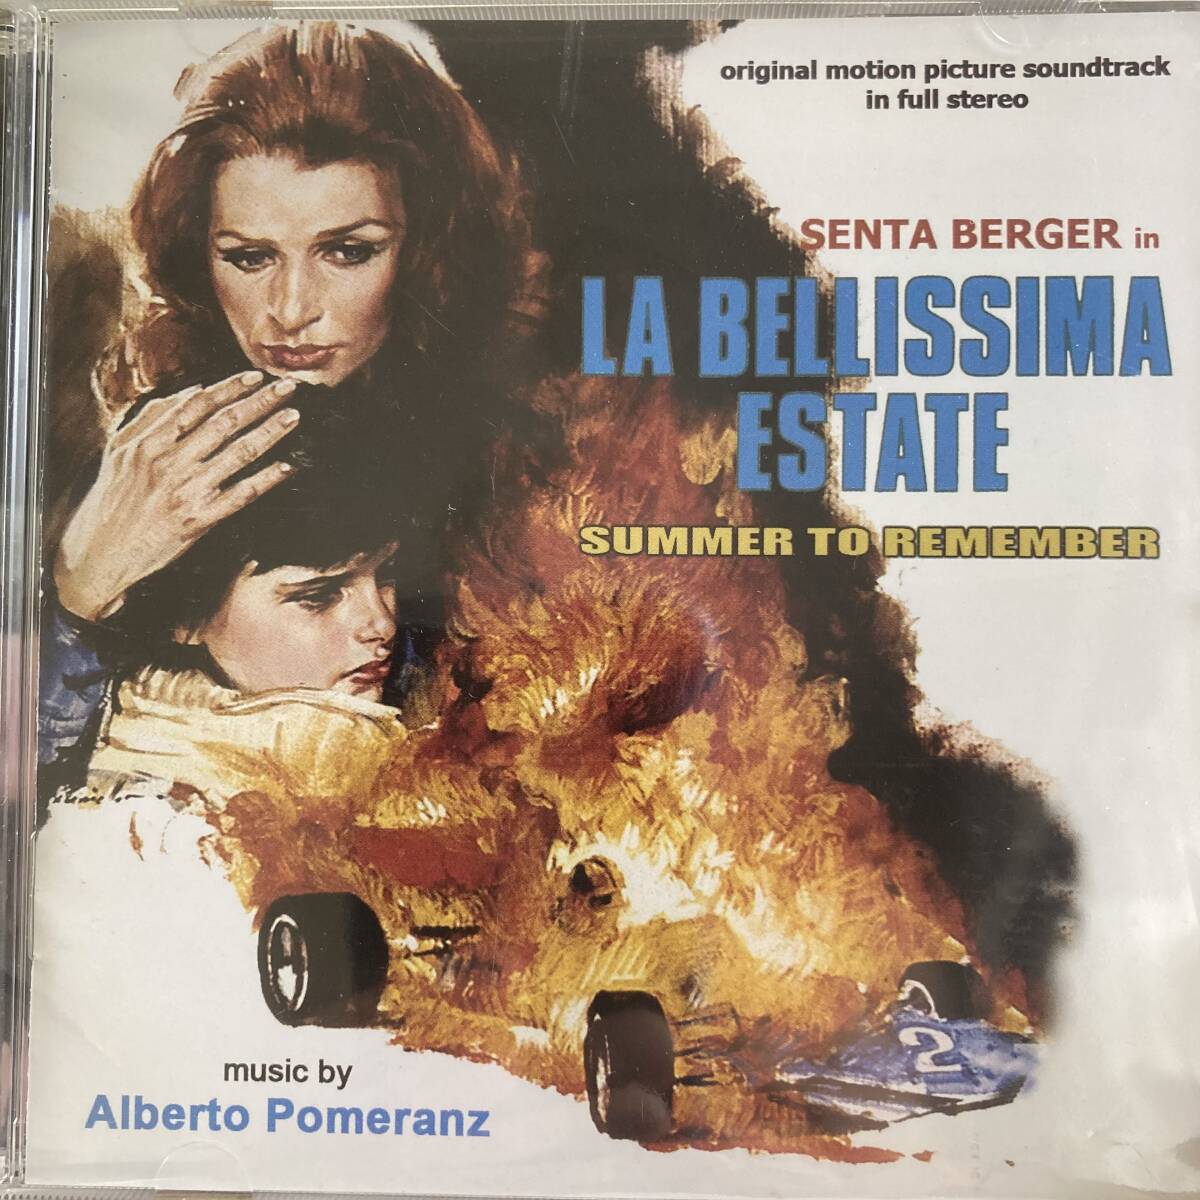 original motion picture soundtrack
in full stereo
SENTA BERGER in
LA BELLISSIMA
ESTATE
SUMMER TO REMEMBER
2
music by
Alberto Pomeranz